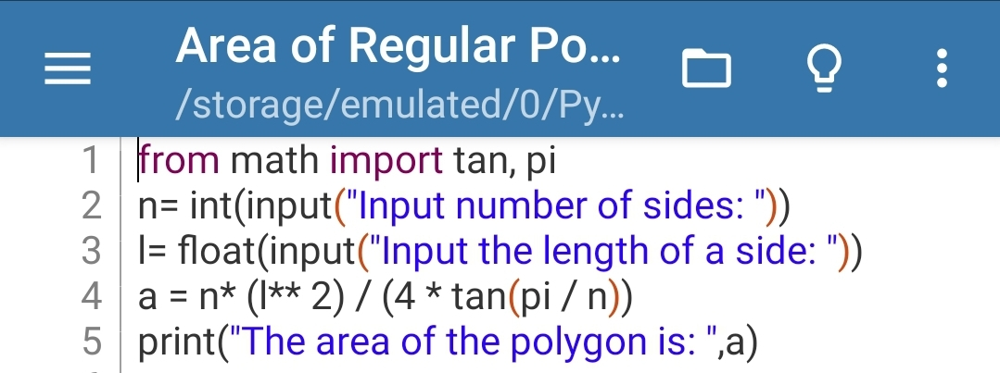 Area of Regular Po...
/storage/emulated/0/Py...
1 from math import tan, pi
2 n= int(input("Input number of sides: "))
3 l= float(input("Input the length of a side: "))
4 a = n* (l** 2) / (4 * tan(pi / n))
5 print("The area of the polygon is: ",a)